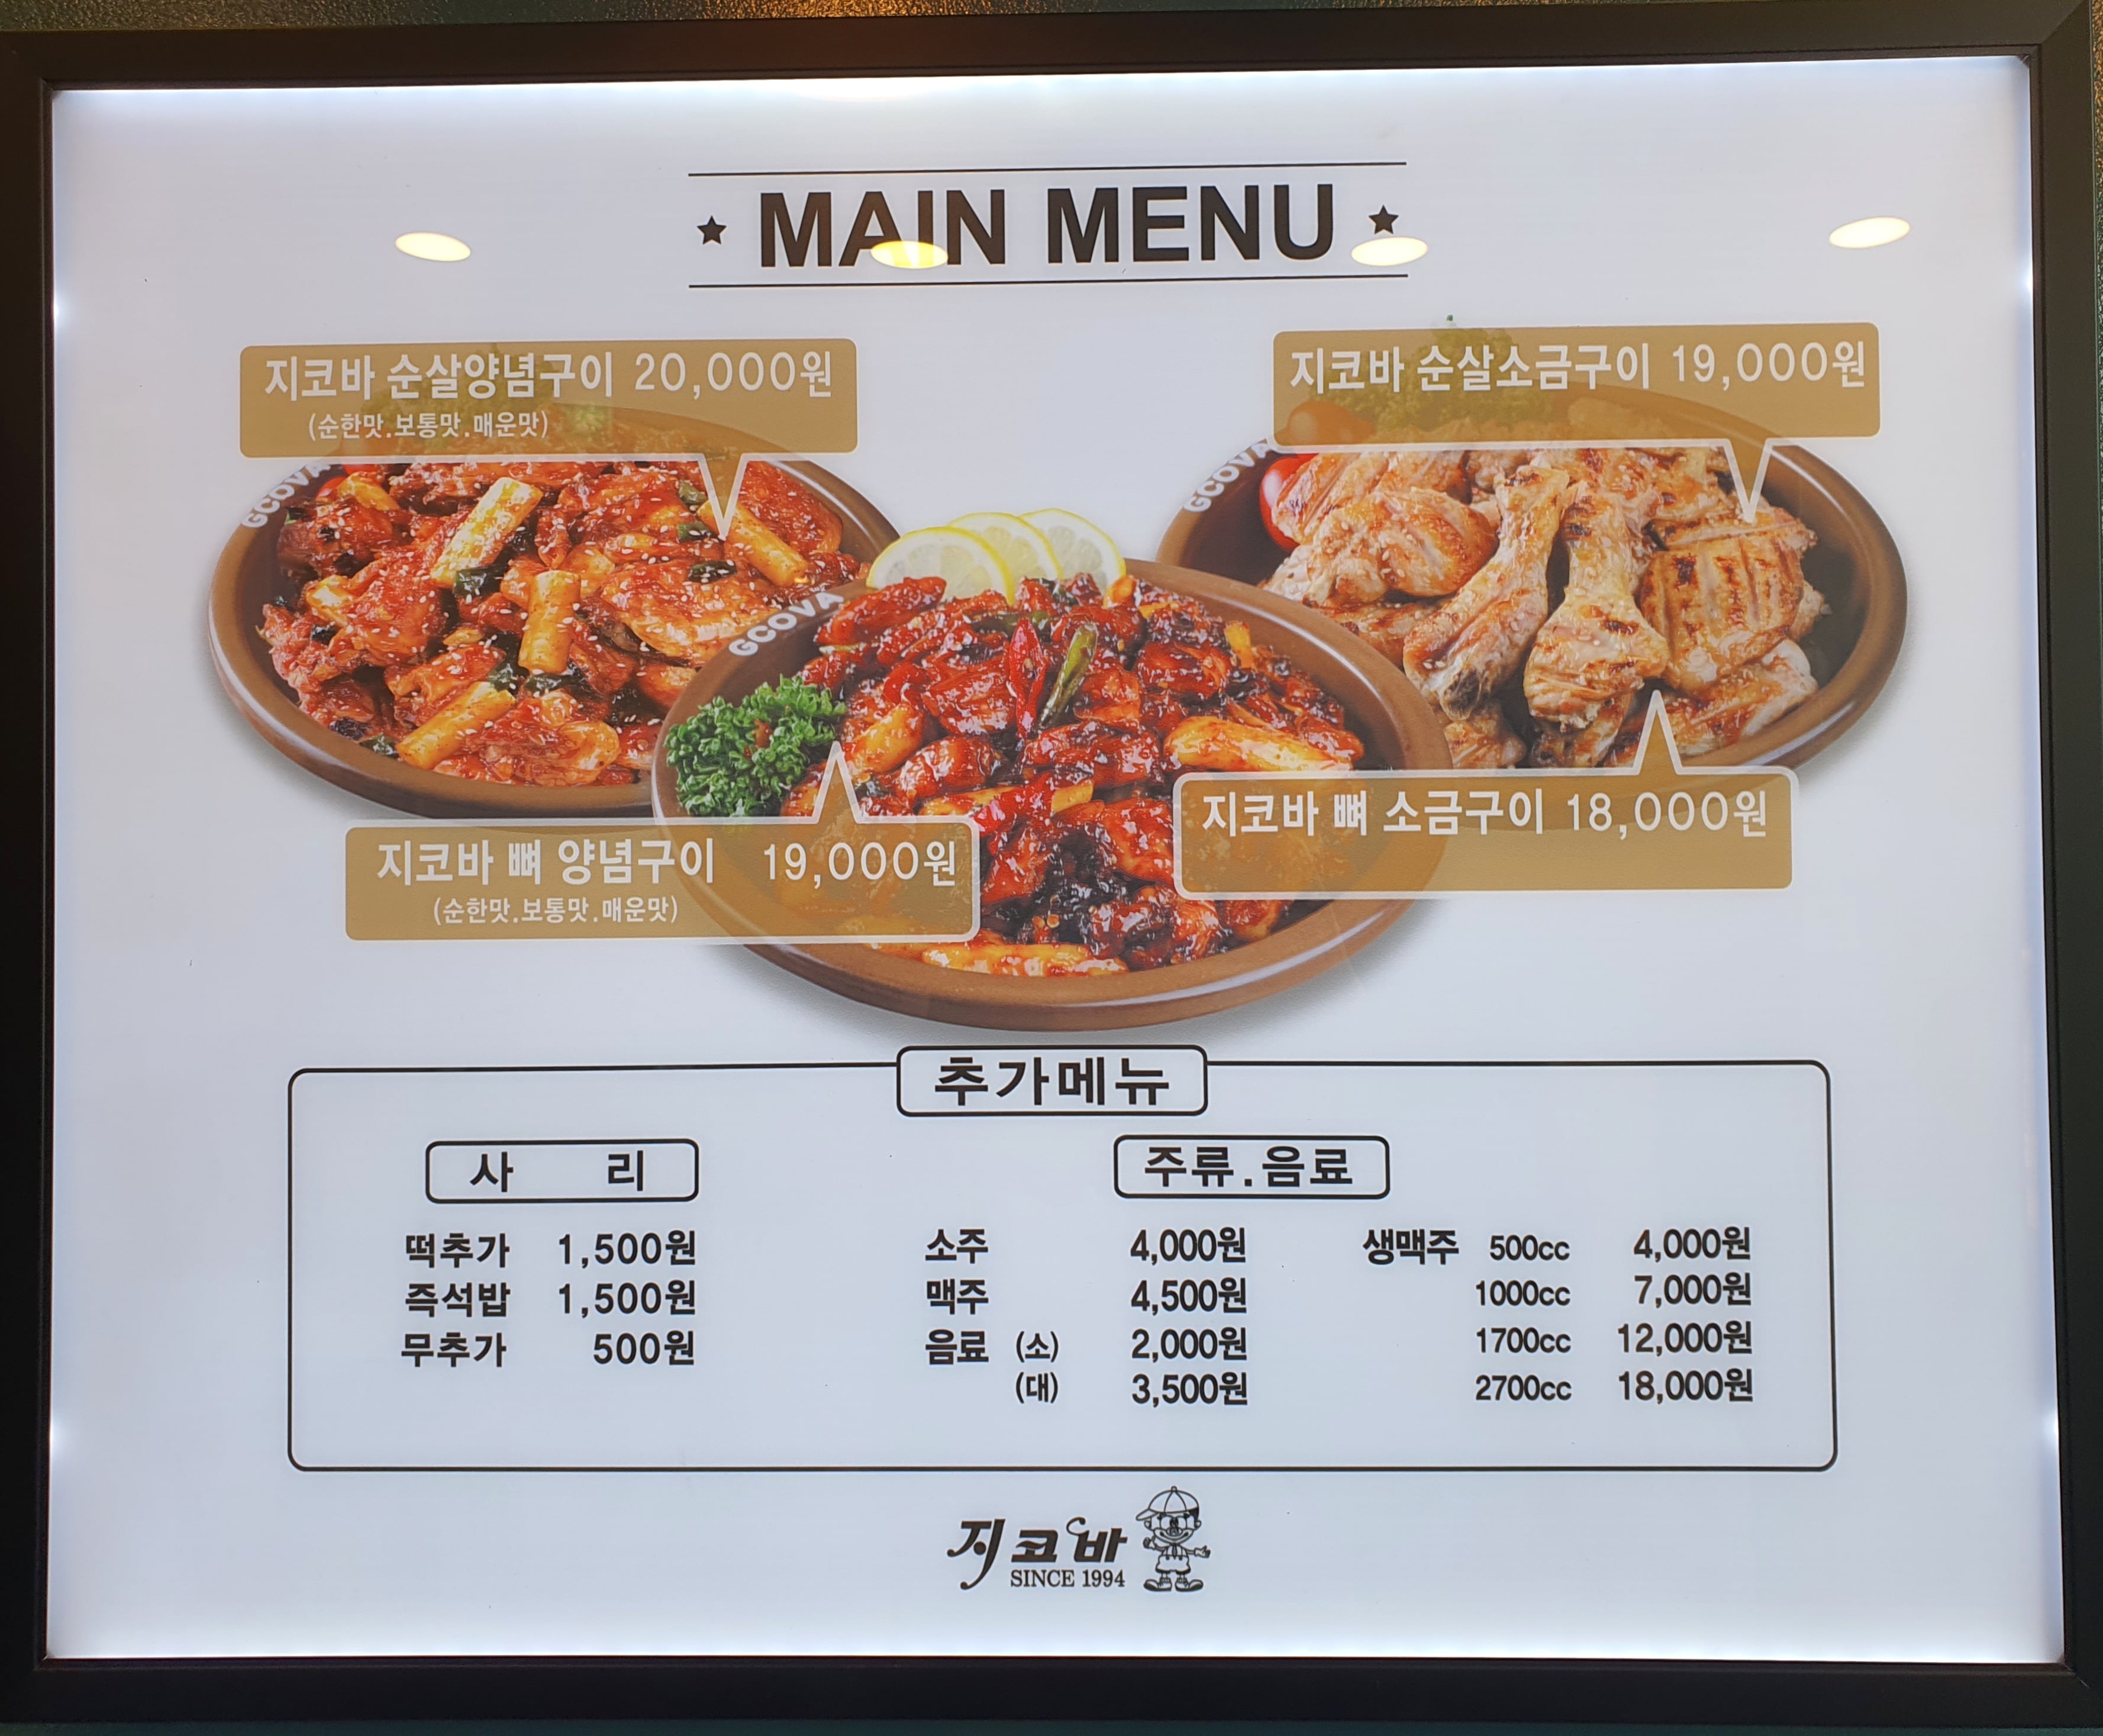 MAIN MENU
지코바 순살양념구이 20,000원
(순한맛.보통맛.매운맛)
지코바 순살소금구이 19,000원
GCOVA
GCOVA
GCOVA
지코바 뼈 양념구이 19,000원
(순한맛.보통맛.매운맛)
지코바 뼈 소금구이 18,000원
추가메뉴
사 리
떡추가 1,500원
즉석밥 1,500원
무추가 500원
주류.음료
소주 4,000원
맥주 4,500원
음료 (소) 2,000원
(대) 3,500원
생맥주 500cc 4,000원
1000cc 7,000원
1700cc 12,000원
2700cc 18,000원
지코바
SINCE 1994